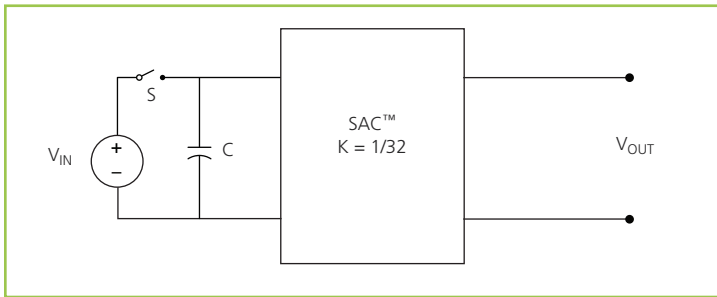 S
SAC™
K = 1/32
V_IN
+
−
C
V_OUT